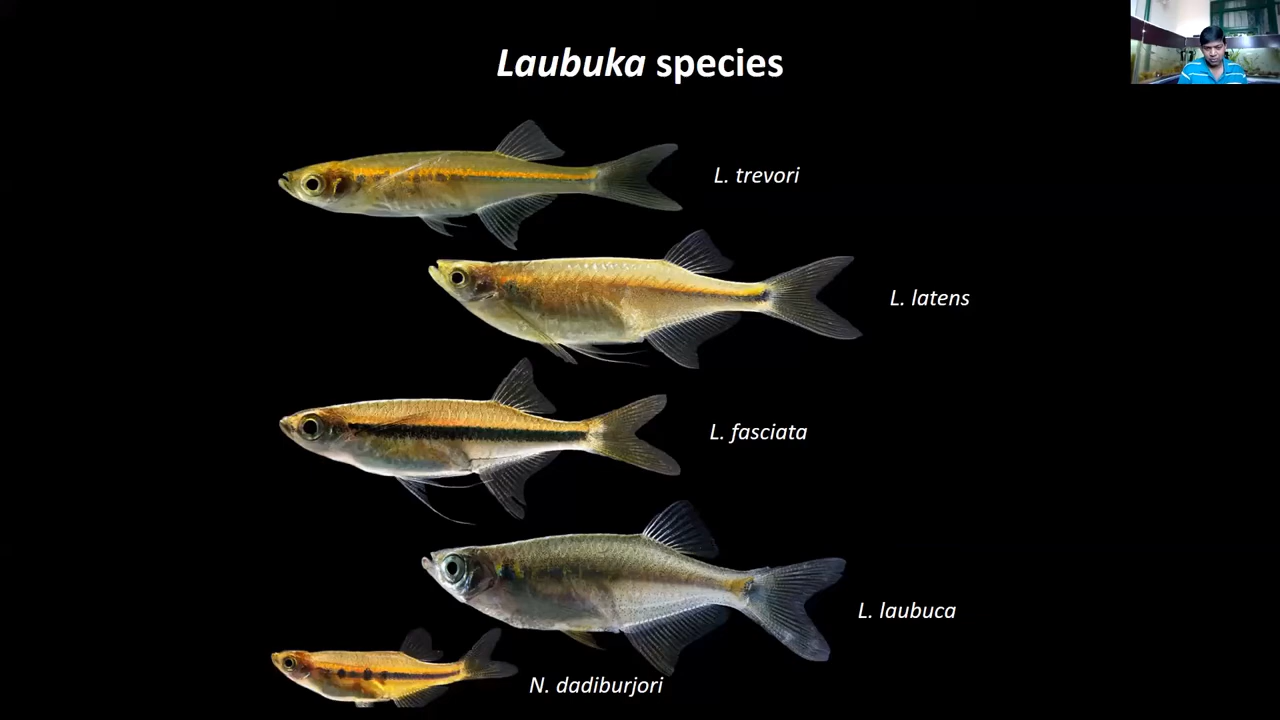 Laubuka species
L. trevori
L. latens
L. fasciata
L. laubuca
N. dadiburjori